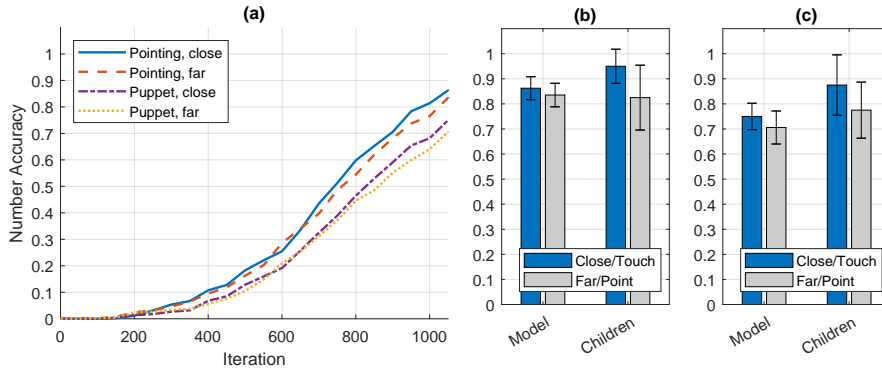 (a)
Pointing, close
Pointing, far
Puppet, close
Puppet, far
Number Accuracy
1
0.9
0.8
0.7
0.6
0.5
0.4
0.3
0.2
0.1
0
0 200 400 600 800 1000
Iteration
(b)
1
0.9
0.8
0.7
0.6
0.5
0.4
0.3
0.2
0.1
0
Close/Touch
Far/Point
Model Children
(c)
1
0.9
0.8
0.7
0.6
0.5
0.4
0.3
0.2
0.1
0
Close/Touch
Far/Point
Model Children